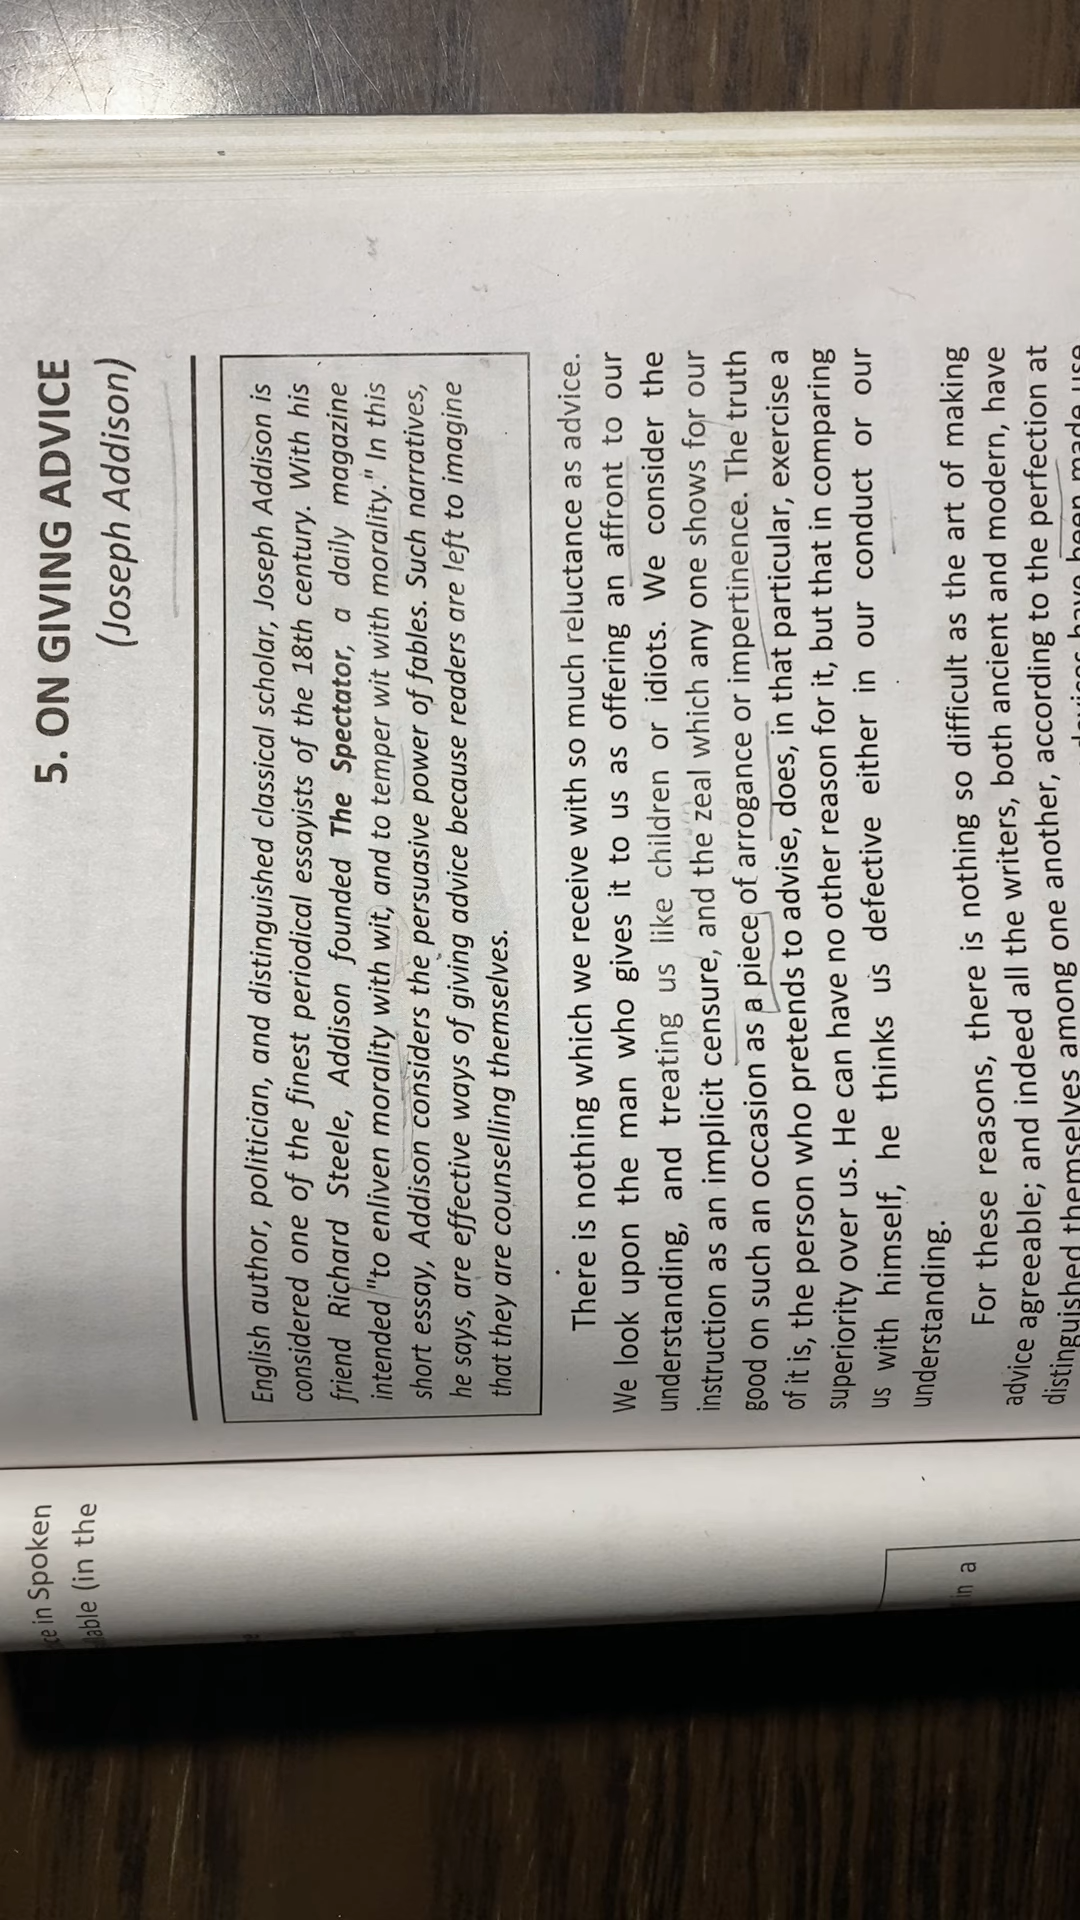 5. ON GIVING ADVICE
(Joseph Addison)
English author, politician, and distinguished classical scholar, Joseph Addison is
considered one of the finest periodical essayists of the 18th century. With his
friend Richard Steele, Addison founded The Spectator, a daily magazine
intended "to enliven morality with wit, and to temper wit with morality." In this
short essay, Addison considers the persuasive power of fables. Such narratives,
he says, are effective ways of giving advice because readers are left to imagine
that they are counselling themselves.
There is nothing which we receive with so much reluctance as advice.
We look upon the man who gives it to us as offering an affront to our
understanding, and treating us like children or idiots. We consider the
instruction as an implicit censure, and the zeal which any one shows for our
good on such an occasion as a piece of arrogance or impertinence. The truth
of it is, the person who pretends to advise, does, in that particular, exercise a
superiority over us. He can have no other reason for it, but that in comparing
us with himself, he thinks us defective either in our conduct or our
understanding.
For these reasons, there is nothing so difficult as the art of making
advice agreeable; and indeed all the writers, both ancient and modern, have
distinguished themselves among one another, according to the perfection at
devices have been made use
in Spoken
able (in the
in a